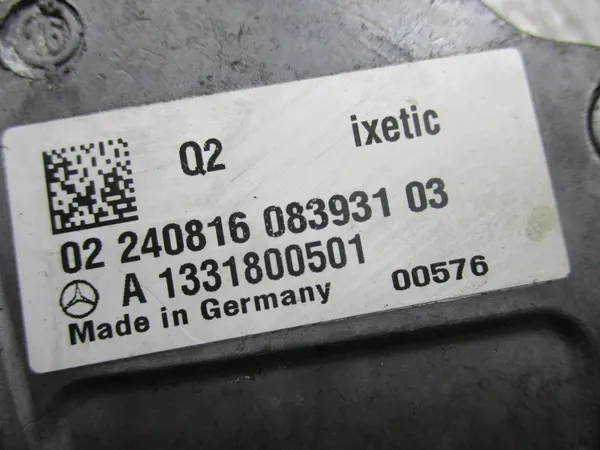 Q2 ixetic
02 240816 083931 03
A 1331800501 00576
Made in Germany